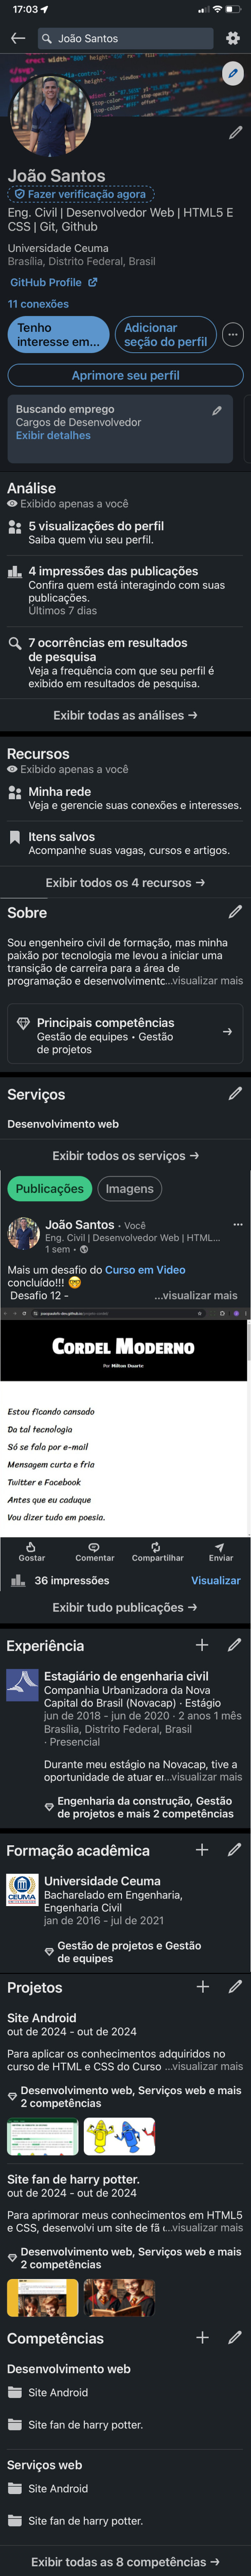 17:03
João Santos
João Santos
Fazer verificação agora
Eng. Civil | Desenvolvedor Web | HTML5 E
CSS | Git, Github
Universidade Ceuma
Brasília, Distrito Federal, Brasil
GitHub Profile
11 conexões
Tenho
interesse em...
Adicionar
seção do perfil
Aprimore seu perfil
Buscando emprego
Cargos de Desenvolvedor
Exibir detalhes
Análise
Exibido apenas a você
5 visualizações do perfil
Saiba quem viu seu perfil.
4 impressões das publicações
Confira quem está interagindo com suas
publicações.
Últimos 7 dias
7 ocorrências em resultados
de pesquisa
Veja a frequência com que seu perfil é
exibido em resultados de pesquisa.
Exibir todas as análises →
Recursos
Exibido apenas a você
Minha rede
Veja e gerencie suas conexões e interesses.
Itens salvos
Acompanhe suas vagas, cursos e artigos.
Exibir todos os 4 recursos →
Sobre
Sou engenheiro civil de formação, mas minha
paixão por tecnologia me levou a iniciar uma
transição de carreira para a área de
programação e desenvolvimento...visualizar mais
Principais competências
Gestão de equipes • Gestão
de projetos
Serviços
Desenvolvimento web
Exibir todos os serviços →
Publicações
Imagens
João Santos • Você
Eng. Civil | Desenvolvedor Web | HTML...
1 sem •
Mais um desafio do Curso em Video
concluído!!! 🤓
Desafio 12 - ...visualizar mais
Cordel Moderno
Por Milton Duarte
Estou ficando cansado
Da tal tecnologia
Só se fala por e-mail
Mensagem curta e fria
Twitter e Facebook
Antes que eu caduque
Vou dizer tudo em poesia.
Gostar
Comentar
Compartilhar
Enviar
36 impressões
Visualizar
Exibir tudo publicações →
Experiência
Estagiário de engenharia civil
Companhia Urbanizadora da Nova
Capital do Brasil (Novacap) · Estágio
jun de 2018 - jun de 2020 · 2 anos 1 mês
Brasília, Distrito Federal, Brasil
· Presencial
Durante meu estágio na Novacap, tive a
oportunidade de atuar e...visualizar mais
Engenharia da construção, Gestão
de projetos e mais 2 competências
Formação acadêmica
CEUMA
Universidade Ceuma
Bacharelado em Engenharia,
Engenharia Civil
jan de 2016 - jul de 2021
Gestão de projetos e Gestão
de equipes
Projetos
Site Android
out de 2024 - out de 2024
Para aplicar os conhecimentos adquiridos no
curso de HTML e CSS do Curso ...visualizar mais
Desenvolvimento web, Serviços web e mais
2 competências
Site fan de harry potter.
out de 2024 - out de 2024
Para aprimorar meus conhecimentos em HTML5
e CSS, desenvolvi um site de fã ...visualizar mais
Desenvolvimento web, Serviços web e mais
2 competências
Competências
Desenvolvimento web
Site Android
Site fan de harry potter.
Serviços web
Site Android
Site fan de harry potter.
Exibir todas as 8 competências →